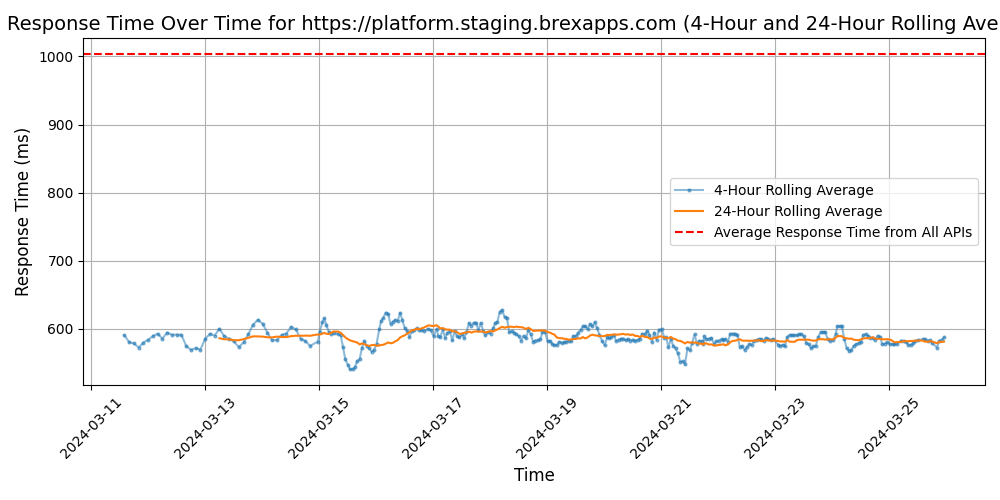 Response Time Over Time for https://platform.staging.brexapps.com (4-Hour and 24-Hour Rolling Ave
Response Time (ms)
1000
900
800
700
600
4-Hour Rolling Average
24-Hour Rolling Average
Average Response Time from All APIs
2024-03-11
2024-03-13
2024-03-15
2024-03-17
2024-03-19
2024-03-21
2024-03-23
2024-03-25
Time